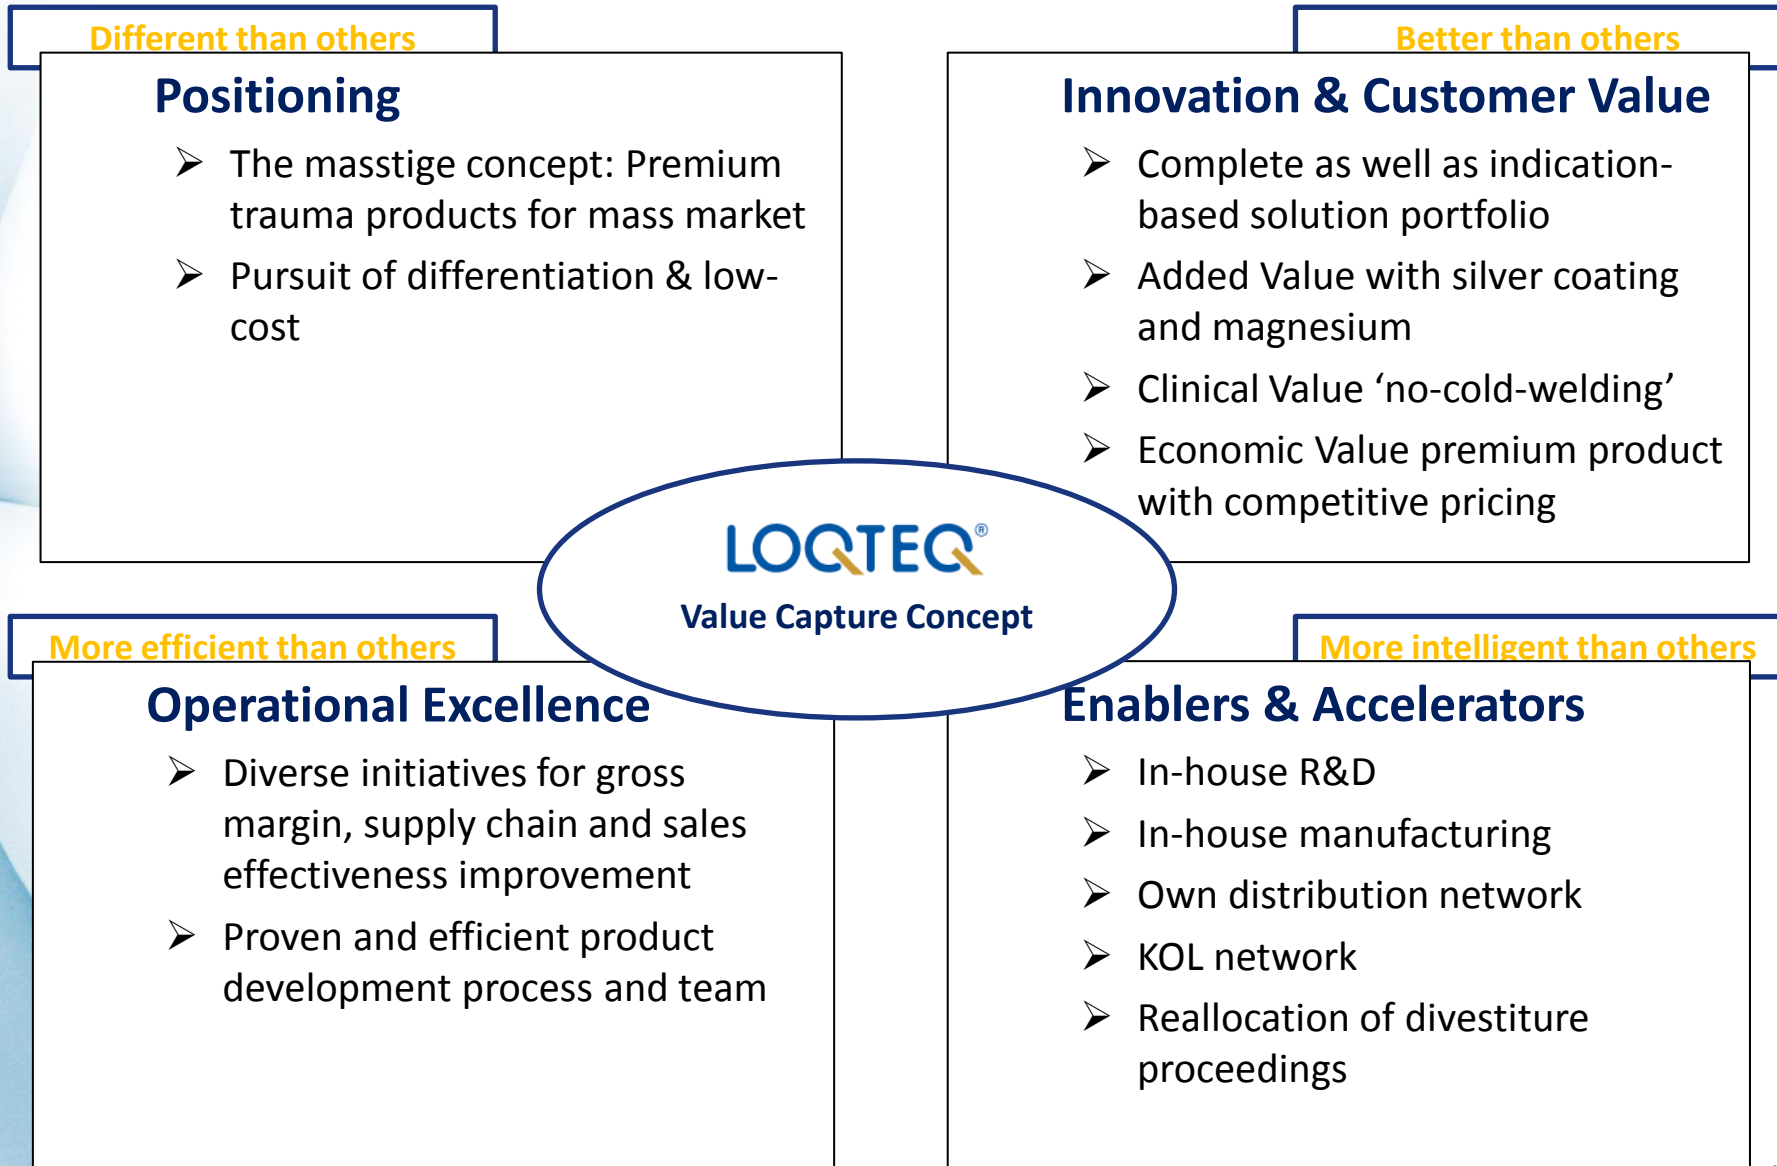 Different than others
Positioning
➢ The masstige concept: Premium
trauma products for mass market
➢ Pursuit of differentiation & low-
cost
Better than others
Innovation & Customer Value
➢ Complete as well as indication-
based solution portfolio
➢ Added Value with silver coating
and magnesium
➢ Clinical Value ‘no-cold-welding’
➢ Economic Value premium product
with competitive pricing
LOQTEQ®
Value Capture Concept
More efficient than others
Operational Excellence
➢ Diverse initiatives for gross
margin, supply chain and sales
effectiveness improvement
➢ Proven and efficient product
development process and team
More intelligent than others
Enablers & Accelerators
➢ In-house R&D
➢ In-house manufacturing
➢ Own distribution network
➢ KOL network
➢ Reallocation of divestiture
proceedings